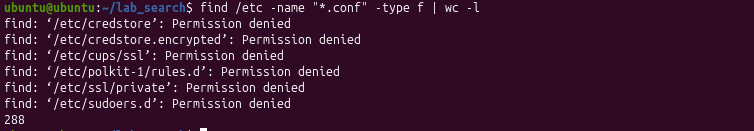 ubuntu@ubuntu:~/lab_search$ find /etc -name "*.conf" -type f | wc -l
find: ‘/etc/credstore’: Permission denied
find: ‘/etc/credstore.encrypted’: Permission denied
find: ‘/etc/cups/ssl’: Permission denied
find: ‘/etc/polkit-1/rules.d’: Permission denied
find: ‘/etc/ssl/private’: Permission denied
find: ‘/etc/sudoers.d’: Permission denied
288